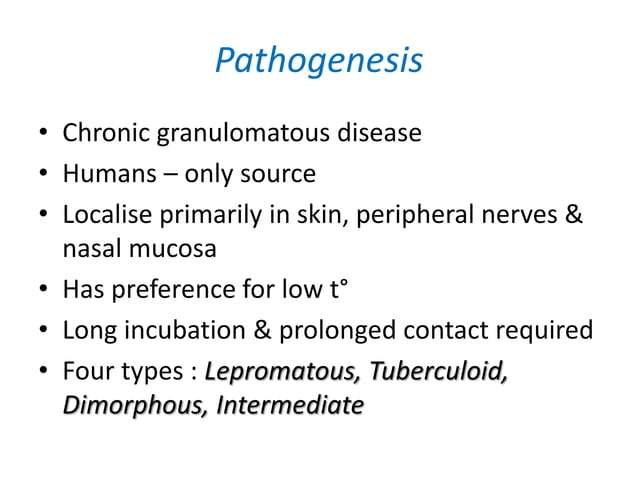 Pathogenesis
• Chronic granulomatous disease
• Humans – only source
• Localise primarily in skin, peripheral nerves &
nasal mucosa
• Has preference for low t°
• Long incubation & prolonged contact required
• Four types : Lepromatous, Tuberculoid,
Dimorphous, Intermediate